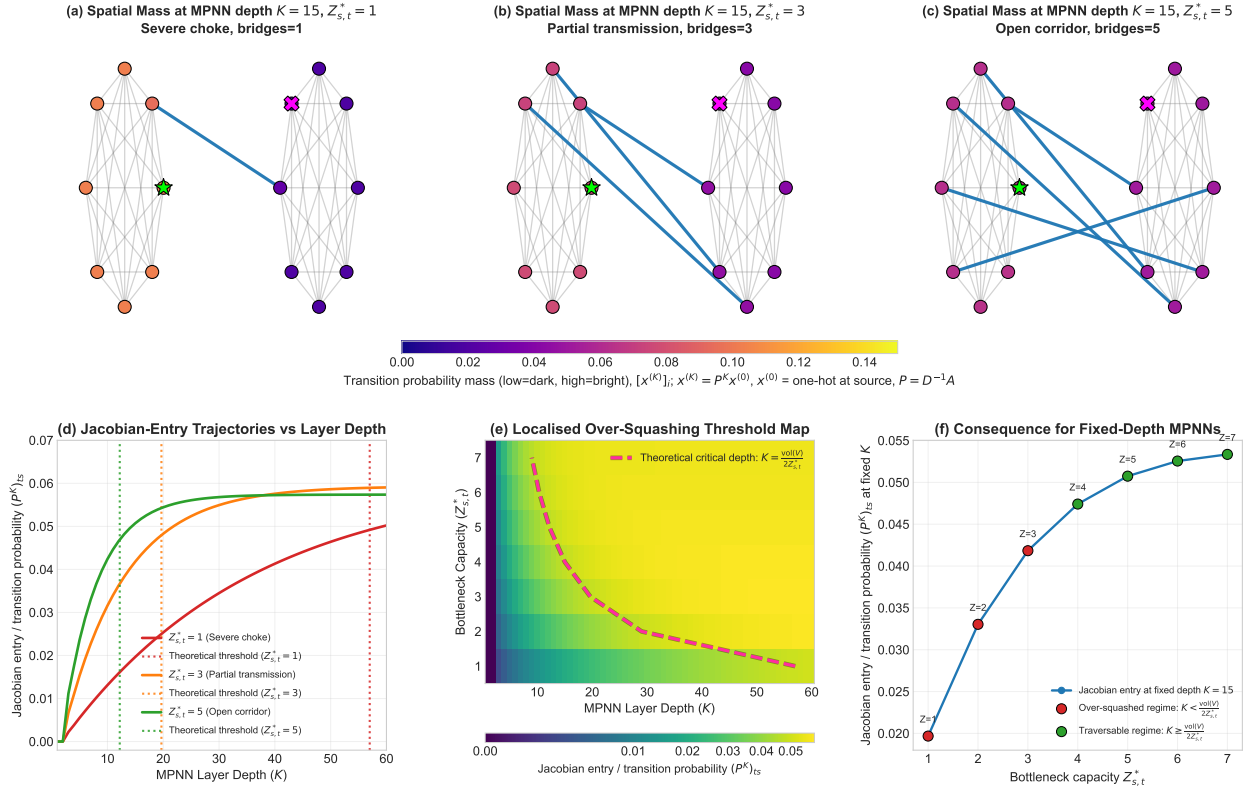 (a) Spatial Mass at MPNN depth K = 15, Z*_{s,t} = 1
Severe choke, bridges=1
(b) Spatial Mass at MPNN depth K = 15, Z*_{s,t} = 3
Partial transmission, bridges=3
(c) Spatial Mass at MPNN depth K = 15, Z*_{s,t} = 5
Open corridor, bridges=5
0.00 0.02 0.04 0.06 0.08 0.10 0.12 0.14
Transition probability mass (low=dark, high=bright), [x^{(K)}]_i; x^{(K)} = P^K x^{(0)}, x^{(0)} = one-hot at source, P = D^{-1}A
(d) Jacobian-Entry Trajectories vs Layer Depth
Jacobian entry / transition probability (P^K)_{ts}
0.07
0.06
0.05
0.04
0.03
0.02
0.01
0.00
Z*_{s,t} = 1 (Severe choke)
Theoretical threshold (Z*_{s,t} = 1)
Z*_{s,t} = 3 (Partial transmission)
Theoretical threshold (Z*_{s,t} = 3)
Z*_{s,t} = 5 (Open corridor)
Theoretical threshold (Z*_{s,t} = 5)
10 20 30 40 50 60
MPNN Layer Depth (K)
(e) Localised Over-Squashing Threshold Map
Bottleneck Capacity (Z*_{s,t})
7
6
5
4
3
2
1
Theoretical critical depth: K = vol(V)/2Z*_{s,t}
10 20 30 40 50 60
MPNN Layer Depth (K)
0.00 0.01 0.02 0.03 0.04 0.05
Jacobian entry / transition probability (P^K)_{ts}
(f) Consequence for Fixed-Depth MPNNs
Jacobian entry / transition probability (P^K)_{ts} at fixed K
0.055
0.050
0.045
0.040
0.035
0.030
0.025
0.020
Z=1
Z=2
Z=3
Z=4
Z=5
Z=6
Z=7
Jacobian entry at fixed depth K = 15
Over-squashed regime: K < vol(V)/2Z*_{s,t}
Traversable regime: K ≥ vol(V)/2Z*_{s,t}
1 2 3 4 5 6 7
Bottleneck capacity Z*_{s,t}